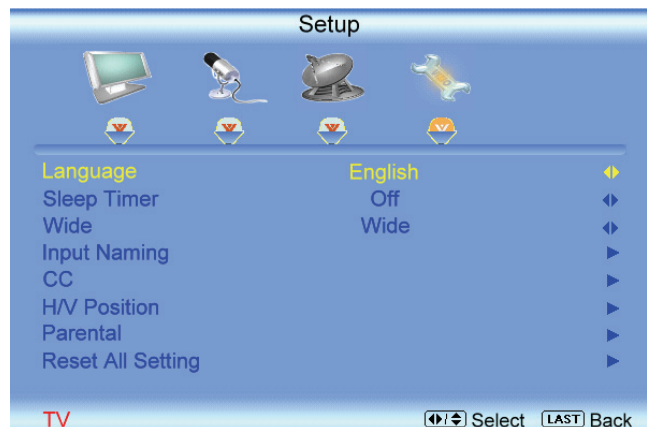 Setup
Language English
Sleep Timer Off
Wide Wide
Input Naming
CC
H/V Position
Parental
Reset All Setting
TV Select LAST Back